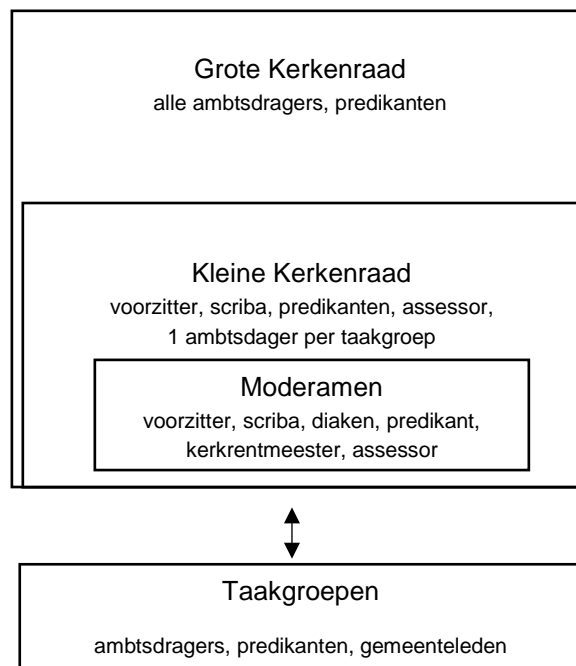 Grote Kerkenraad
alle ambtsdragers, predikanten
Kleine Kerkenraad
voorzitter, scriba, predikanten, assessor,
1 ambtsdager per taakgroep
Moderamen
voorzitter, scriba, diaken, predikant,
kerkrentmeester, assessor
Taakgroepen
ambtsdragers, predikanten, gemeenteleden